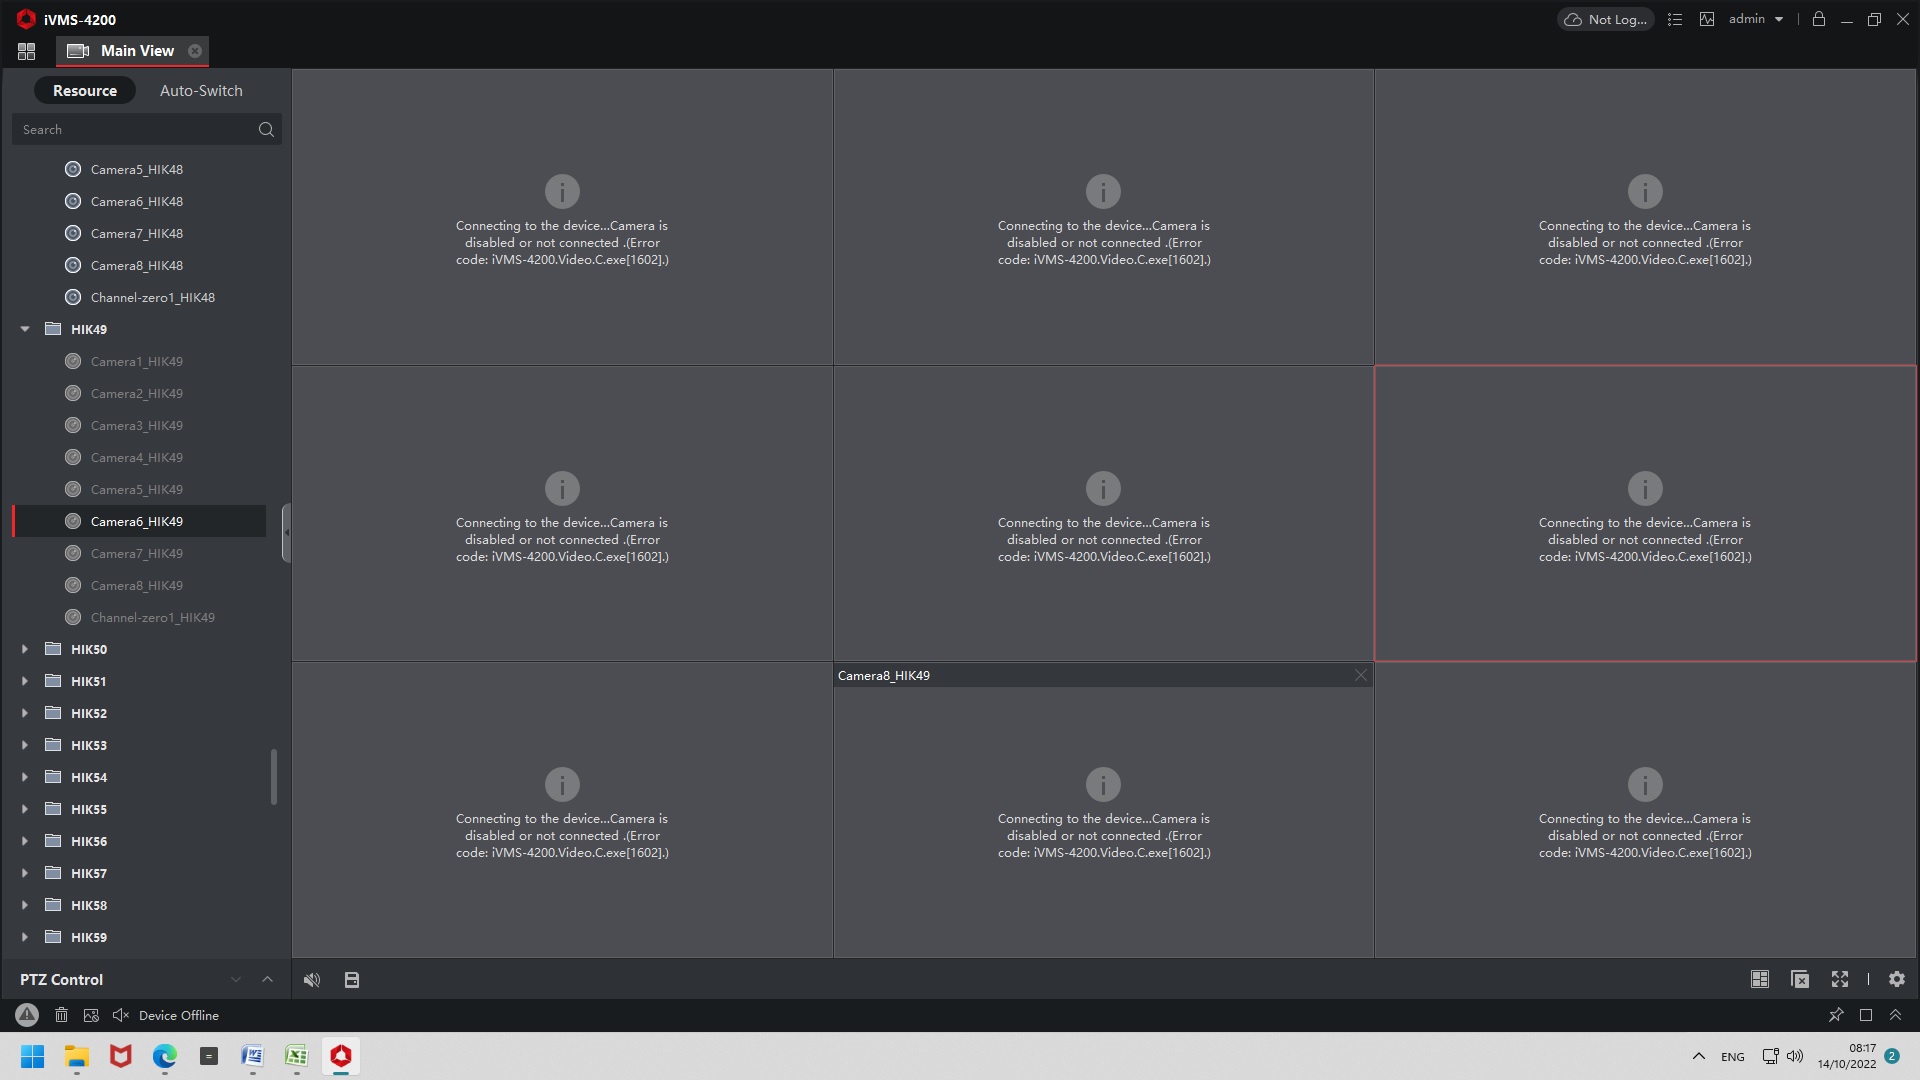 iVMS-4200
Not Log...
admin
Main View
Resource
Auto-Switch
Search
Camera5_HIK48
Camera6_HIK48
Camera7_HIK48
Camera8_HIK48
Channel-zero1_HIK48
HIK49
Camera1_HIK49
Camera2_HIK49
Camera3_HIK49
Camera4_HIK49
Camera5_HIK49
Camera6_HIK49
Camera7_HIK49
Camera8_HIK49
Channel-zero1_HIK49
HIK50
HIK51
HIK52
HIK53
HIK54
HIK55
HIK56
HIK57
HIK58
HIK59
PTZ Control
Connecting to the device...Camera is
disabled or not connected .(Error
code: iVMS-4200.Video.C.exe[1602].)
Connecting to the device...Camera is
disabled or not connected .(Error
code: iVMS-4200.Video.C.exe[1602].)
Connecting to the device...Camera is
disabled or not connected .(Error
code: iVMS-4200.Video.C.exe[1602].)
Connecting to the device...Camera is
disabled or not connected .(Error
code: iVMS-4200.Video.C.exe[1602].)
Connecting to the device...Camera is
disabled or not connected .(Error
code: iVMS-4200.Video.C.exe[1602].)
Connecting to the device...Camera is
disabled or not connected .(Error
code: iVMS-4200.Video.C.exe[1602].)
Connecting to the device...Camera is
disabled or not connected .(Error
code: iVMS-4200.Video.C.exe[1602].)
Camera8_HIK49
Connecting to the device...Camera is
disabled or not connected .(Error
code: iVMS-4200.Video.C.exe[1602].)
Connecting to the device...Camera is
disabled or not connected .(Error
code: iVMS-4200.Video.C.exe[1602].)
Device Offline
ENG
08:17
14/10/2022
2